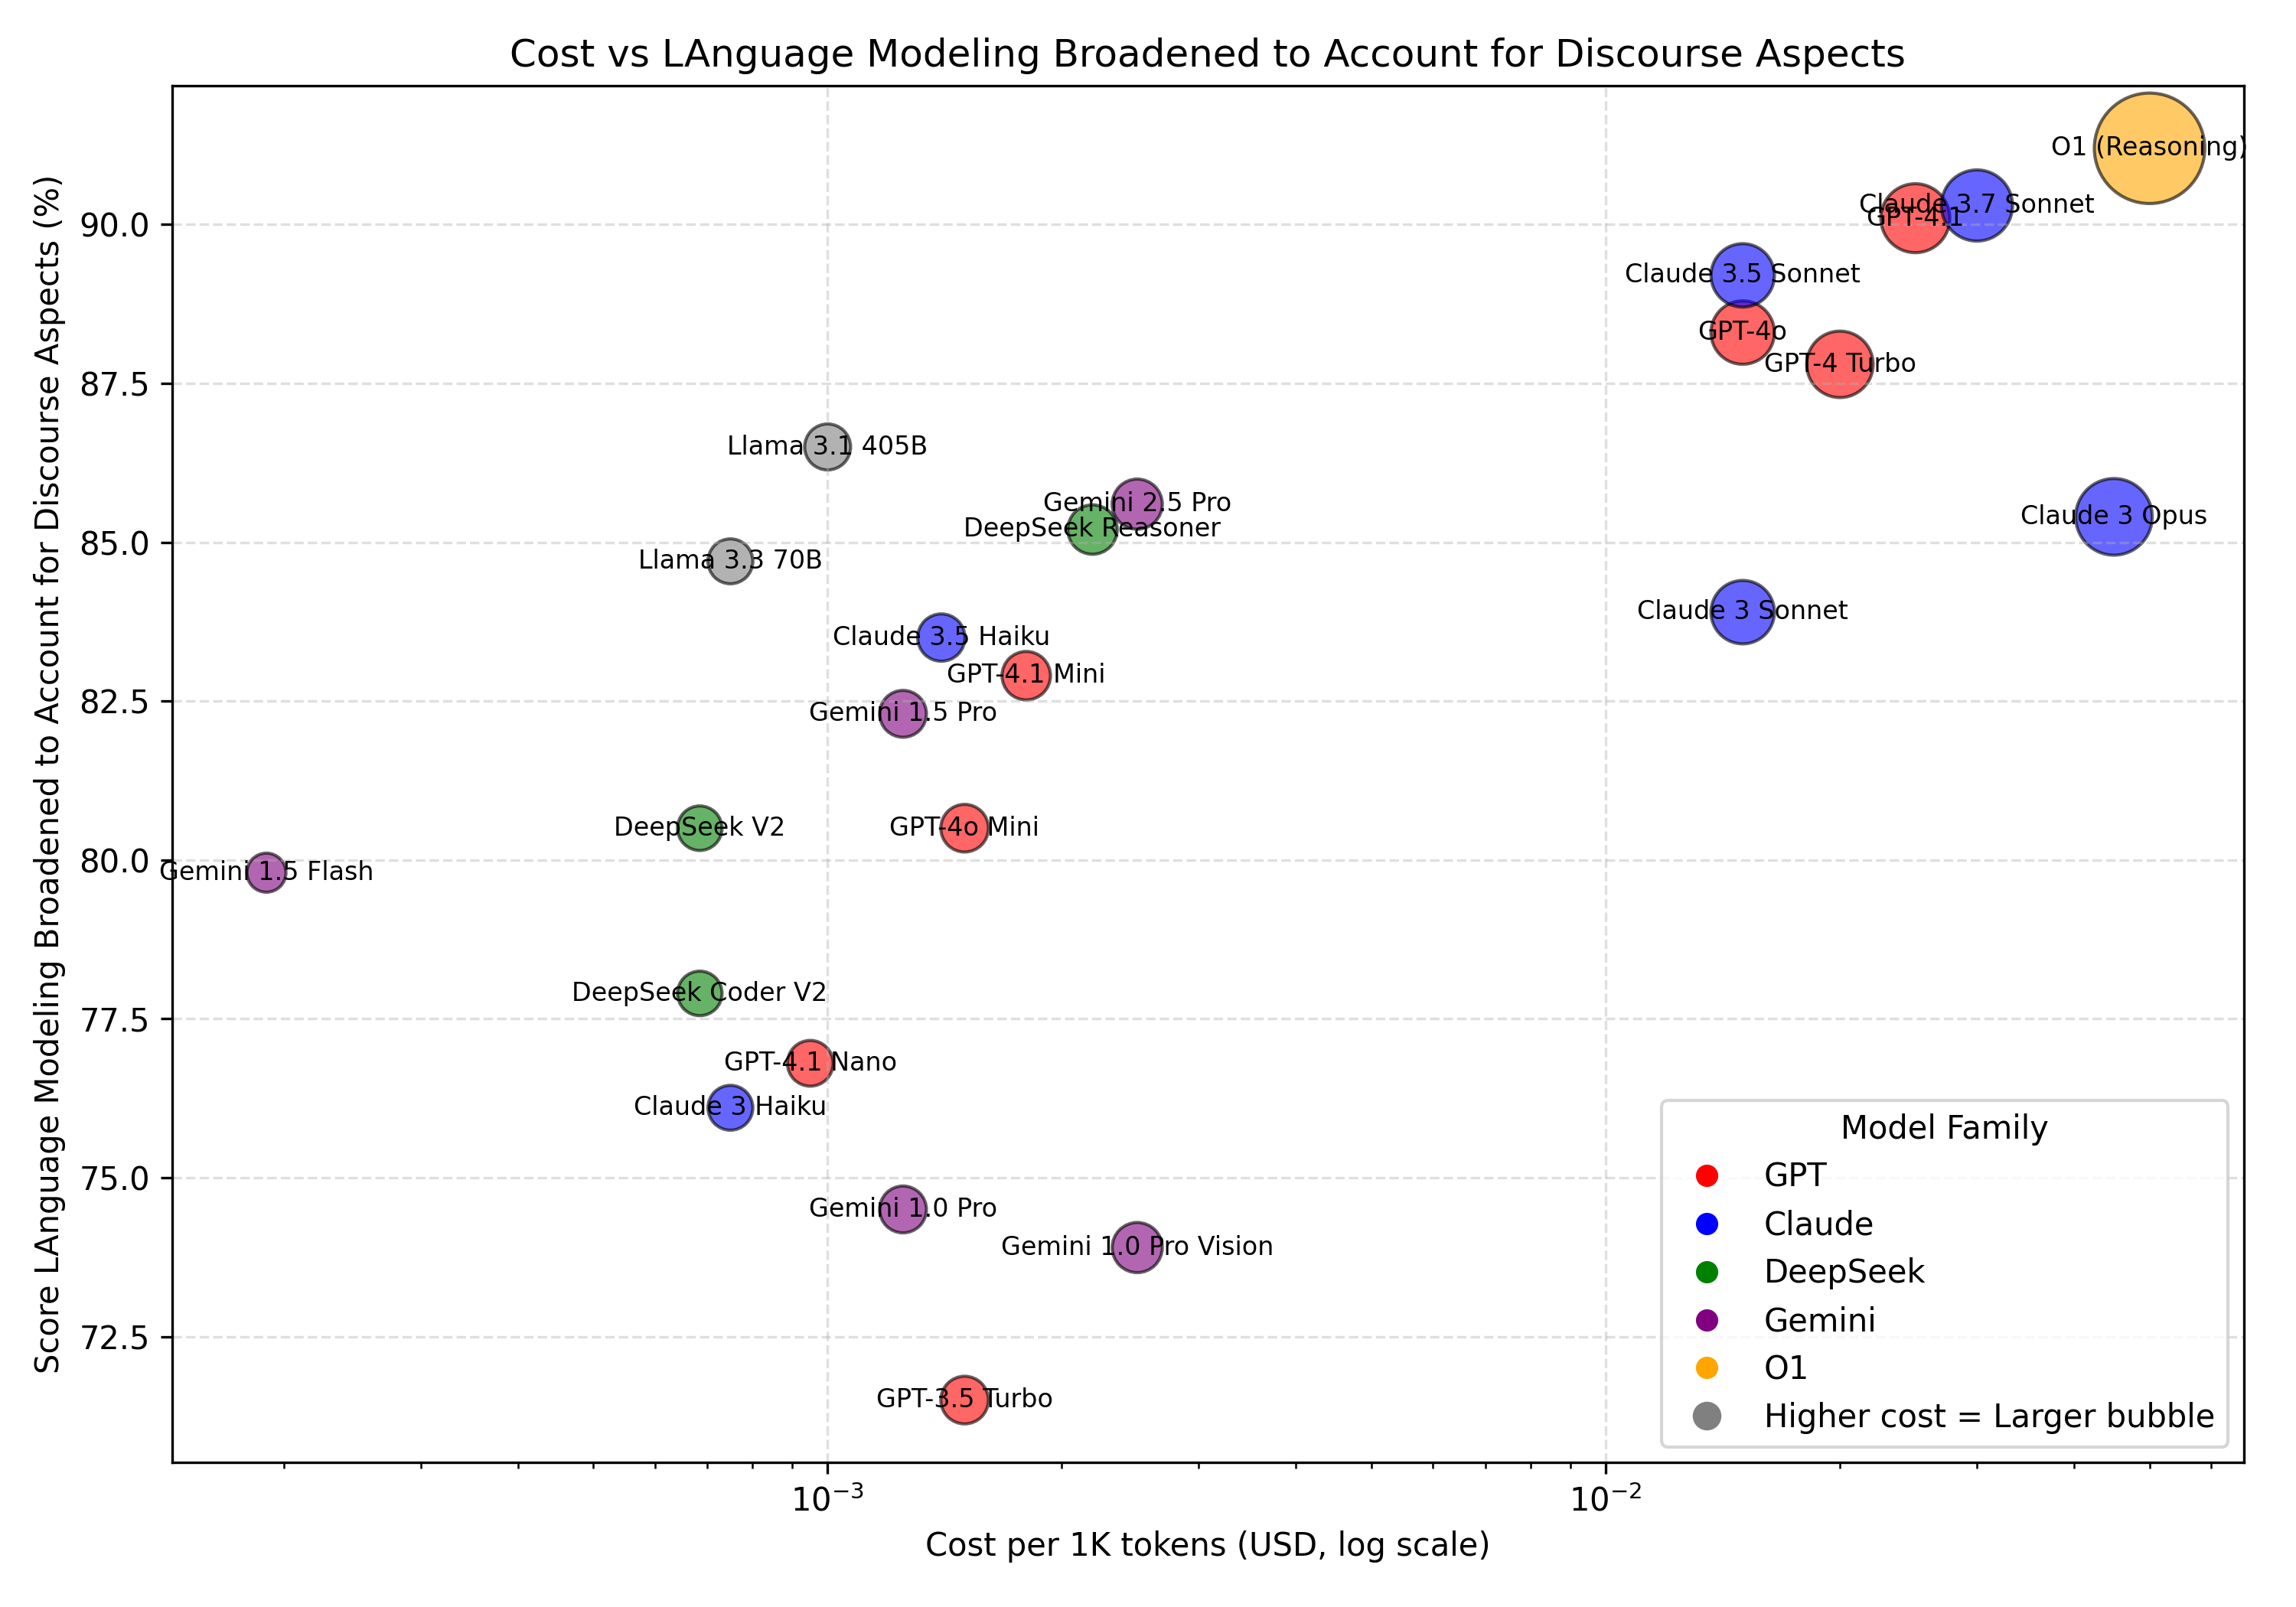 Cost vs LAnguage Modeling Broadened to Account for Discourse Aspects
Score LAnguage Modeling Broadened to Account for Discourse Aspects (%)
90.0
87.5
85.0
82.5
80.0
77.5
75.0
72.5
O1 (Reasoning)
Claude 3.7 Sonnet
GPT-4.1
Claude 3.5 Sonnet
GPT-4o
GPT-4 Turbo
Llama 3.1 405B
Gemini 2.5 Pro
DeepSeek Reasoner
Claude 3 Opus
Llama 3.3 70B
Claude 3 Sonnet
Claude 3.5 Haiku
GPT-4.1 Mini
Gemini 1.5 Pro
DeepSeek V2
GPT-4o Mini
Gemini 1.5 Flash
DeepSeek Coder V2
GPT-4.1 Nano
Claude 3 Haiku
Gemini 1.0 Pro
Gemini 1.0 Pro Vision
GPT-3.5 Turbo
Model Family
GPT
Claude
DeepSeek
Gemini
O1
Higher cost = Larger bubble
10⁻³
10⁻²
Cost per 1K tokens (USD, log scale)